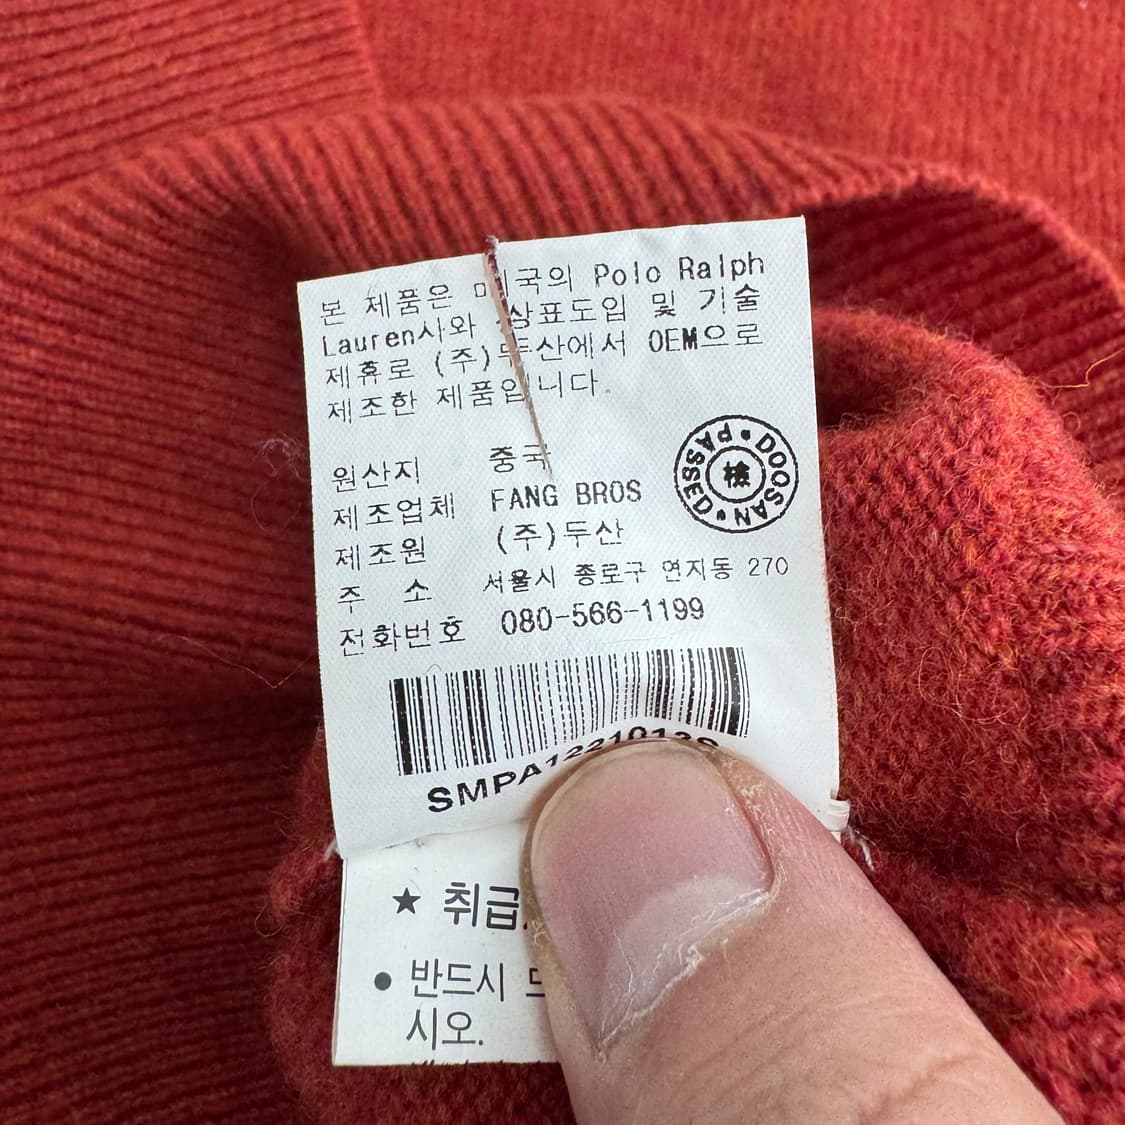 본 제품은 미국의 Polo Ralph
Lauren사와 상표도입 및 기술
제휴로 (주)두산에서 OEM으로
제조한 제품입니다.
원산지 중국
제조업체 FANG BROS
제조원 (주)두산
주 소 서울시 종로구 연지동 270
전화번호 080-566-1199
DOOSAN • PASSED •
檢
SMPA1221013S
★ 취급
• 반드시
시오.